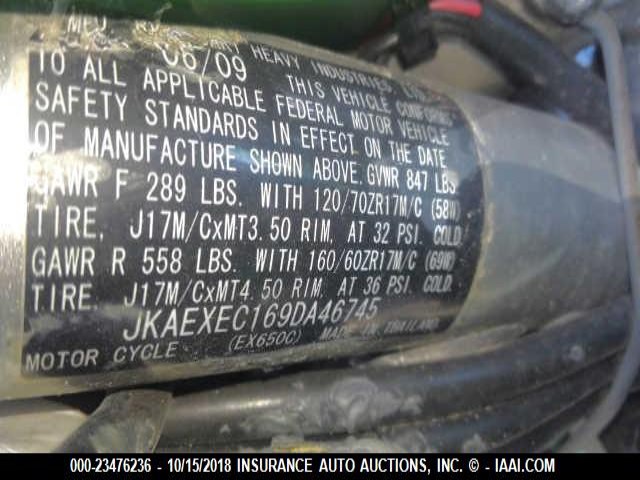 MFD.
06/09 HEAVY INDUSTRIES
TO ALL APPLICABLE FEDERAL MOTOR VEHICLE
THIS VEHICLE CONFORMS
SAFETY STANDARDS IN EFFECT ON THE DATE
OF MANUFACTURE SHOWN ABOVE. GVWR 847 LBS
GAWR F 289 LBS. WITH 120/70ZR17M/C (58W)
TIRE, J17M/CxMT3.50 RIM, AT 32 PSI. COLD
GAWR R 558 LBS. WITH 160/60ZR17M/C (69W)
TIRE. J17M/CxMT4.50 RIM, AT 36 PSI. COLD
JKAEXEC169DA46745
MOTOR CYCLE (EX650C) MADE IN THAILAND
000-23476236 - 10/15/2018 INSURANCE AUTO AUCTIONS, INC. - IAAI.COM